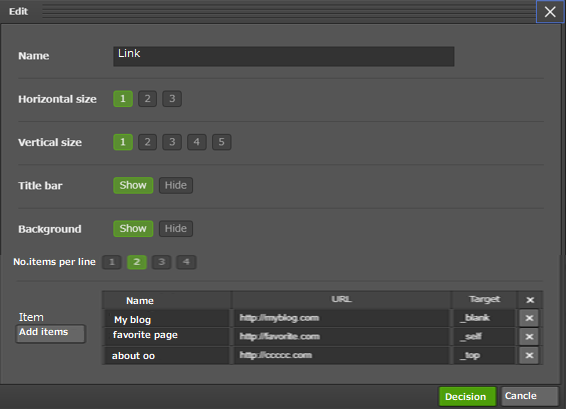 Edit
Name Link
Horizontal size 1 2 3
Vertical size 1 2 3 4 5
Title bar Show Hide
Background Show Hide
No.items per line 1 2 3 4
Item
Add items
Name URL Target ×
My blog http://myblog.com _blank ×
favorite page http://favorite.com _self ×
about oo http://ccccc.com _top ×
Decision Cancle